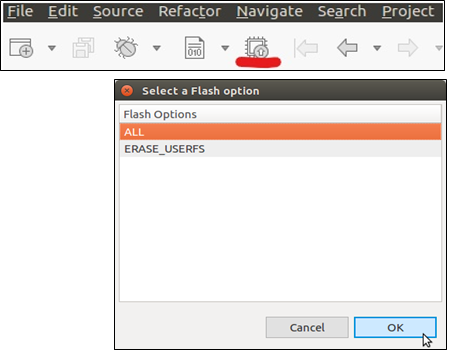 File Edit Source Refactor Navigate Search Project
010
Select a Flash option
Flash Options
ALL
ERASE_USERFS
Cancel OK